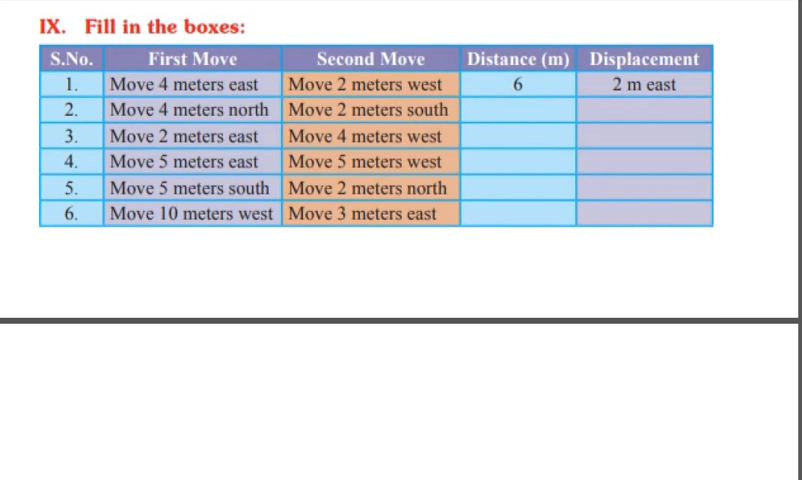 IX. Fill in the boxes:
S.No. First Move Second Move Distance (m) Displacement
1. Move 4 meters east Move 2 meters west 6 2 m east
2. Move 4 meters north Move 2 meters south
3. Move 2 meters east Move 4 meters west
4. Move 5 meters east Move 5 meters west
5. Move 5 meters south Move 2 meters north
6. Move 10 meters west Move 3 meters east